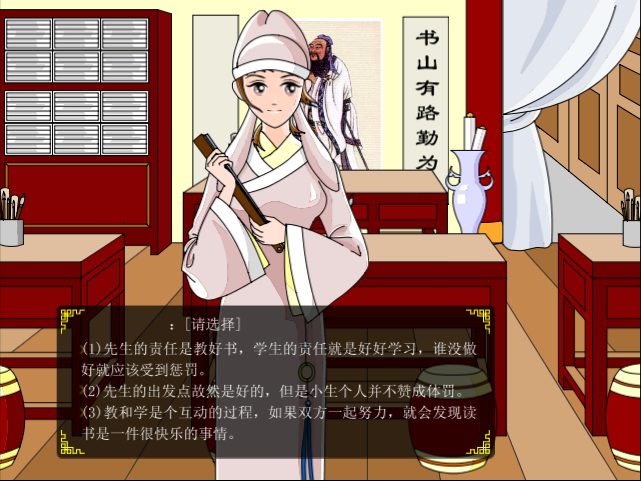 书山有路勤为
：[请选择]
(1)先生的责任是教好书，学生的责任就是好好学习，谁没做
好就应该受到惩罚。
(2)先生的出发点故然是好的，但是小生个人并不赞成体罚。
(3)教和学是个互动的过程，如果双方一起努力，就会发现读
书是一件很快乐的事情。